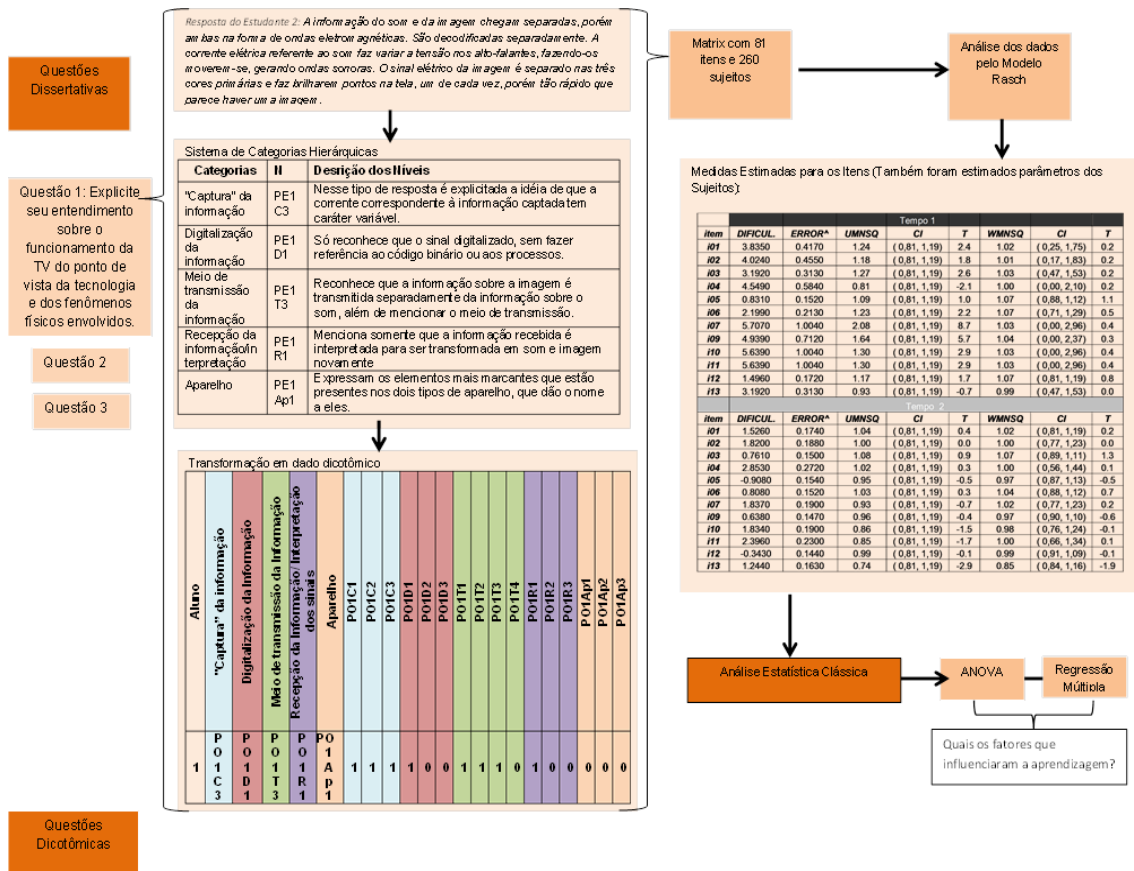 Questões
Dissertativas
Questão 1: Explicite
seu entendimento
sobre o
funcionamento da
TV do ponto de
vista da tecnologia
e dos fenômenos
físicos envolvidos.
Questão 2
Questão 3
Questões
Dicotômicas
Resposta do Estudante 2: A informação do som e da imagem chegam separadas, porém
ambas na forma de ondas eletromagnéticas. São decodificadas separadamente. A
corrente elétrica referente ao som faz variar a tensão nos alto-falantes, fazendo-os
moverem-se, gerando ondas sonoras. O sinal elétrico da imagem é separado nas três
cores primárias e faz brilharem pontos na tela, um de cada vez, porém tão rápido que
parece haver um a imagem.
Sistema de Categorias Hierárquicas
Categorias N Desrição dos Níveis
"Captura" da informação PE1 C3 Nesse tipo de resposta é explicitada a idéia de que a
corrente correspondente à informação captada tem
caráter variável.
Digitalização da informação PE1 D1 Só reconhece que o sinal digitalizado, sem fazer
referência ao código binário ou aos processos.
Meio de transmissão da informação PE1 T3 Reconhece que a informação sobre a imagem é
transmitida separadamente da informação sobre o
som, além de mencionar o meio de transmissão.
Recepção da informação/in terpretação PE1 R1 Menciona somente que a informação recebida é
interpretada para ser transformada em som e imagem
novamente
Aparelho PE1 Ap1 Expressam os elementos mais marcantes que estão
presentes nos dois tipos de aparelho, que dão o nome
a eles.
Transformação em dado dicotômico
Aluno
"Captura" da informação
Digitalização da Informação
Meio de transmissão da Informação
Recepção da Informação/ Interpretação
dos sinais
Aparelho
PO1C1
PO1C2
PO1C3
PO1D1
PO1D2
PO1D3
PO1T1
PO1T2
PO1T3
PO1T4
PO1R1
PO1R2
PO1R3
PO1Ap1
PO1Ap2
PO1Ap3
1 PO1C3 PO1D1 PO1T3 PO1R1 PO1Ap1 1 1 1 1 0 0 1 1 1 0 1 0 0 0 0 0
Matrix com 81
itens e 260
sujeitos
Análise dos dados
pelo Modelo
Rasch
Medidas Estimadas para os Itens (Também foram estimados parâmetros dos
Sujeitos):
Tempo 1
item DIFICUL. ERROR^ UMNSQ CI T WMNSQ CI T
i01 3.8350 0.4170 1.24 (0,81, 1,19) 2.4 1.02 (0,25, 1,75) 0.2
i02 4.0240 0.4550 1.18 (0,81, 1,19) 1.8 1.01 (0,17, 1,83) 0.2
i03 3.1920 0.3130 1.27 (0,81, 1,19) 2.6 1.03 (0,47, 1,53) 0.2
i04 4.5490 0.5840 0.81 (0,81, 1,19) -2.1 1.00 (0,00, 2,10) 0.2
i05 0.8310 0.1520 1.09 (0,81, 1,19) 1.0 1.07 (0,88, 1,12) 1.1
i06 2.1990 0.2130 1.23 (0,81, 1,19) 2.2 1.07 (0,71, 1,29) 0.5
i07 5.7070 1.0040 2.08 (0,81, 1,19) 8.7 1.03 (0,00, 2,96) 0.4
i09 4.9390 0.7120 1.64 (0,81, 1,19) 5.7 1.04 (0,00, 2,37) 0.3
i10 5.6390 1.0040 1.30 (0,81, 1,19) 2.9 1.03 (0,00, 2,96) 0.4
i11 5.6390 1.0040 1.30 (0,81, 1,19) 2.9 1.03 (0,00, 2,96) 0.4
i12 1.4960 0.1720 1.17 (0,81, 1,19) 1.7 1.07 (0,81, 1,19) 0.8
i13 3.1920 0.3130 0.93 (0,81, 1,19) -0.7 0.99 (0,47, 1,53) 0.0
Tempo 2
item DIFICUL. ERROR^ UMNSQ CI T WMNSQ CI T
i01 1.5260 0.1740 1.04 (0,81, 1,19) 0.4 1.02 (0,81, 1,19) 0.2
i02 1.8200 0.1880 1.00 (0,81, 1,19) 0.0 1.00 (0,77, 1,23) 0.0
i03 0.7610 0.1500 1.08 (0,81, 1,19) 0.9 1.07 (0,89, 1,11) 1.3
i04 2.8530 0.2720 1.02 (0,81, 1,19) 0.3 1.00 (0,56, 1,44) 0.1
i05 -0.9080 0.1540 0.95 (0,81, 1,19) -0.5 0.97 (0,87, 1,13) -0.5
i06 0.8080 0.1520 1.03 (0,81, 1,19) 0.3 1.04 (0,88, 1,12) 0.7
i07 1.8370 0.1900 0.93 (0,81, 1,19) -0.7 1.02 (0,77, 1,23) 0.2
i09 0.6380 0.1470 0.96 (0,81, 1,19) -0.4 0.97 (0,90, 1,10) -0.6
i10 1.8340 0.1900 0.86 (0,81, 1,19) -1.5 0.98 (0,76, 1,24) -0.1
i11 2.3960 0.2300 0.85 (0,81, 1,19) -1.7 1.00 (0,66, 1,34) 0.1
i12 -0.3430 0.1440 0.99 (0,81, 1,19) -0.1 0.99 (0,91, 1,09) -0.1
i13 1.2440 0.1630 0.74 (0,81, 1,19) -2.9 0.85 (0,84, 1,16) -1.9
Análise Estatística Clássica
ANOVA
Regressão
Múltipla
Quais os fatores que
influenciaram a aprendizagem?